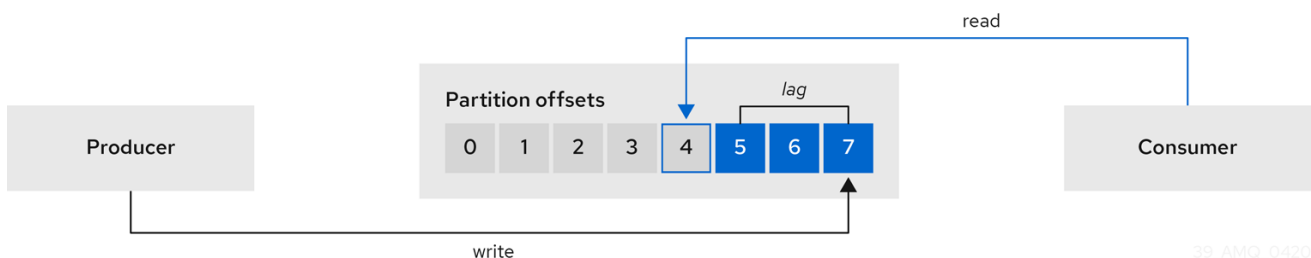 read
Partition offsets
lag
0 1 2 3 4 5 6 7
Producer
Consumer
write
39_AMQ_0420